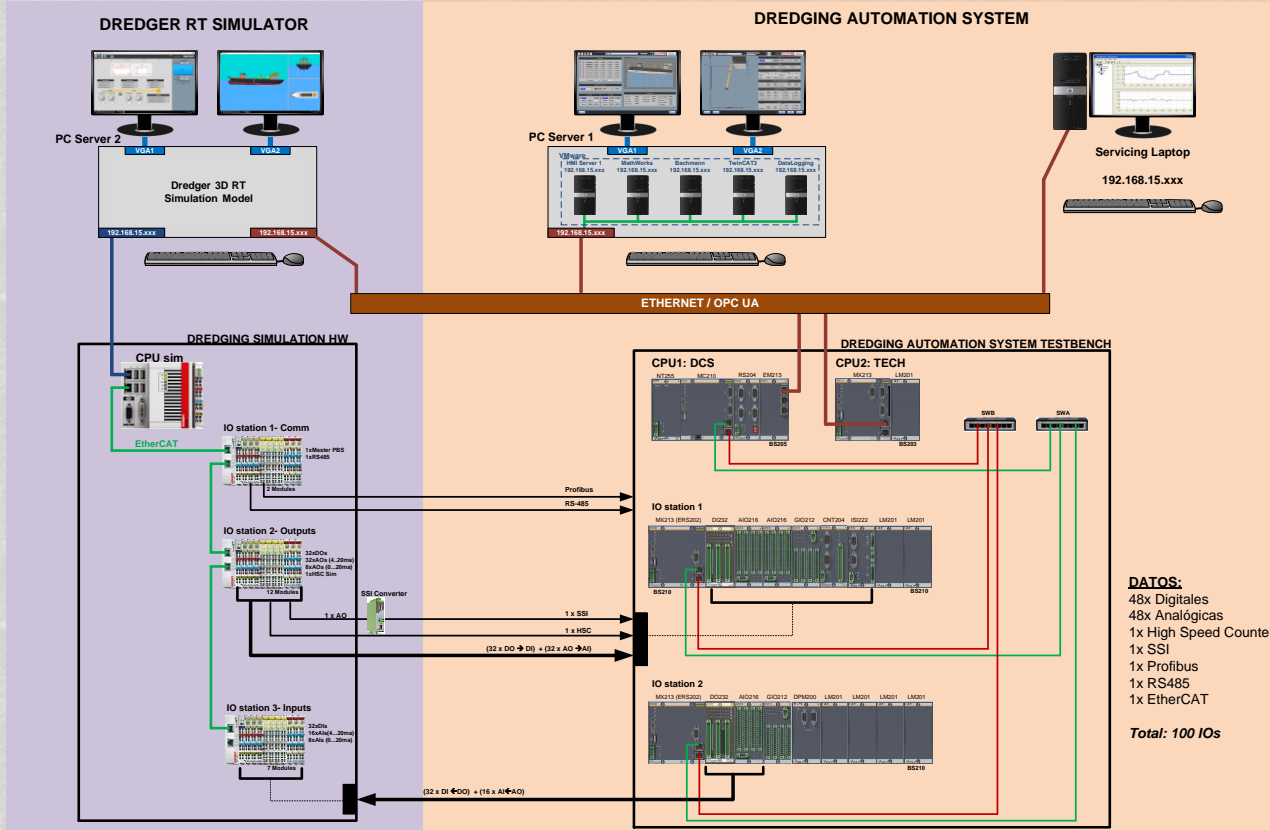 DREDGER RT SIMULATOR
DREDGING AUTOMATION SYSTEM
PC Server 2
VGA1
VGA2
Dredger 3D RT
Simulation Model
192.168.15.xxx
192.168.15.xxx
PC Server 1
VGA1
VGA2
VMware
HMI Server 1
192.168.15.xxx
MathWorks
192.168.15.xxx
Bachmann
192.168.15.xxx
TwinCAT3
192.168.15.xxx
DataLogging
192.168.15.xxx
192.168.15.xxx
Servicing Laptop
192.168.15.xxx
ETHERNET / OPC UA
DREDGING SIMULATION HW
CPU sim
EtherCAT
IO station 1- Comm
1xMaster PBS
1xRS485
2 Modules
Profibus
RS-485
IO station 2- Outputs
32xDOs
32xAOs (4..20ma)
8xAOs (0...20ma)
1xHSC Sim
12 Modules
SSI Converter
1 x AO
1 x SSI
1 x HSC
(32 x DO → DI) + (32 x AO →AI)
IO station 3- Inputs
32xDIs
16xAIs(4...20ma)
8xAIs (0...20ma)
7 Modules
(32 x DI ←DO) + (16 x AI←AO)
DREDGING AUTOMATION SYSTEM TESTBENCH
CPU1: DCS
NT255
MC210
RS204
EM213
BS205
CPU2: TECH
MX213
LM201
BS203
SWB
SWA
IO station 1
MX213 (ERS202)
DI232
AIO216
AIO216
GIO212
CNT204
ISI222
LM201
LM201
BS210
BS210
IO station 2
MX213 (ERS202)
DO232
AIO216
GIO212
DPM200
LM201
LM201
LM201
LM201
BS210
DATOS:
48x Digitales
48x Analógicas
1x High Speed Counte
1x SSI
1x Profibus
1x RS485
1x EtherCAT
Total: 100 IOs